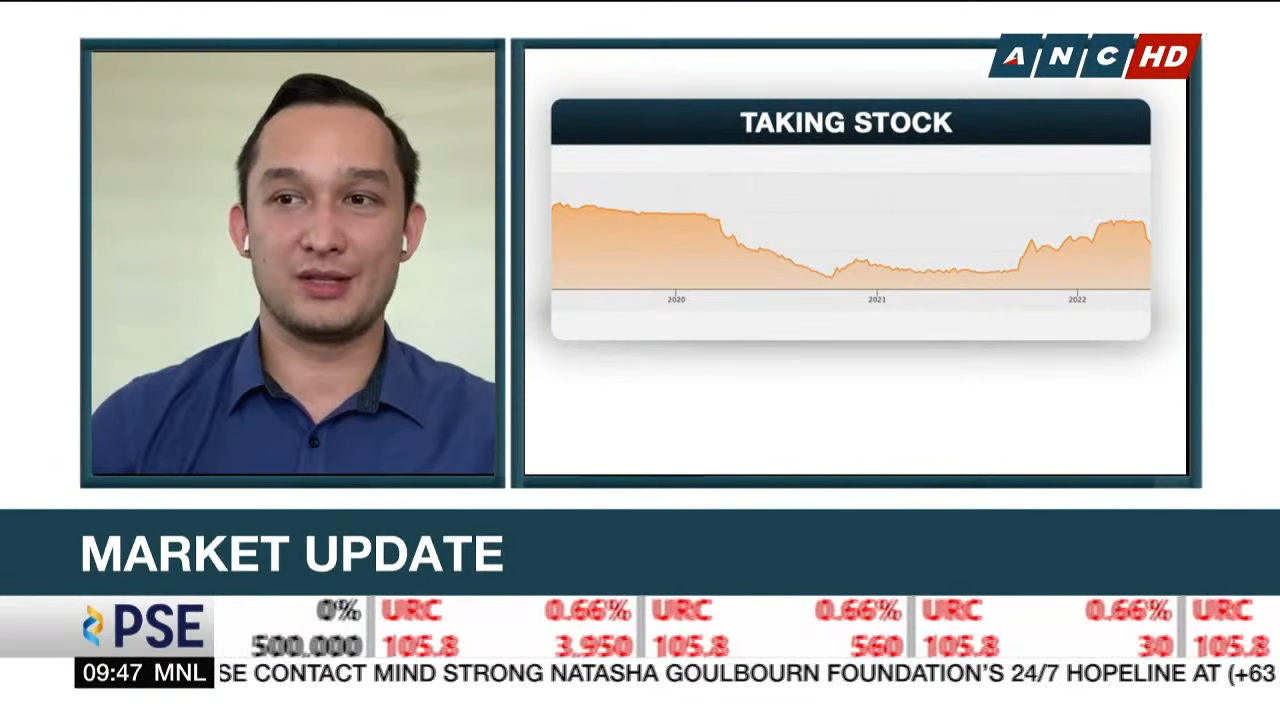 ANC HD
TAKING STOCK
2020 2021 2022
MARKET UPDATE
PSE
0% URC 0.66% URC 0.66% URC 0.66% URC
500.000 105.8 3,950 105.8 560 105.8 30 105.8
09:47 MNL SE CONTACT MIND STRONG NATASHA GOULBOURN FOUNDATION'S 24/7 HOPELINE AT (+63